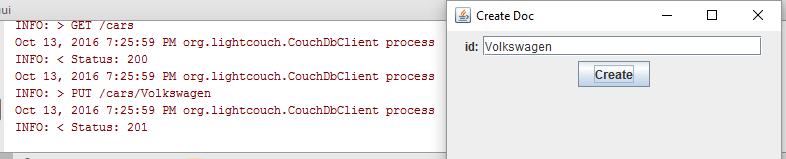 ui
INFO: > GET /cars
Oct 13, 2016 7:25:59 PM org.lightcouch.CouchDbClient process
INFO: < Status: 200
Oct 13, 2016 7:25:59 PM org.lightcouch.CouchDbClient process
INFO: > PUT /cars/Volkswagen
Oct 13, 2016 7:25:59 PM org.lightcouch.CouchDbClient process
INFO: < Status: 201
Create Doc
id: Volkswagen
Create